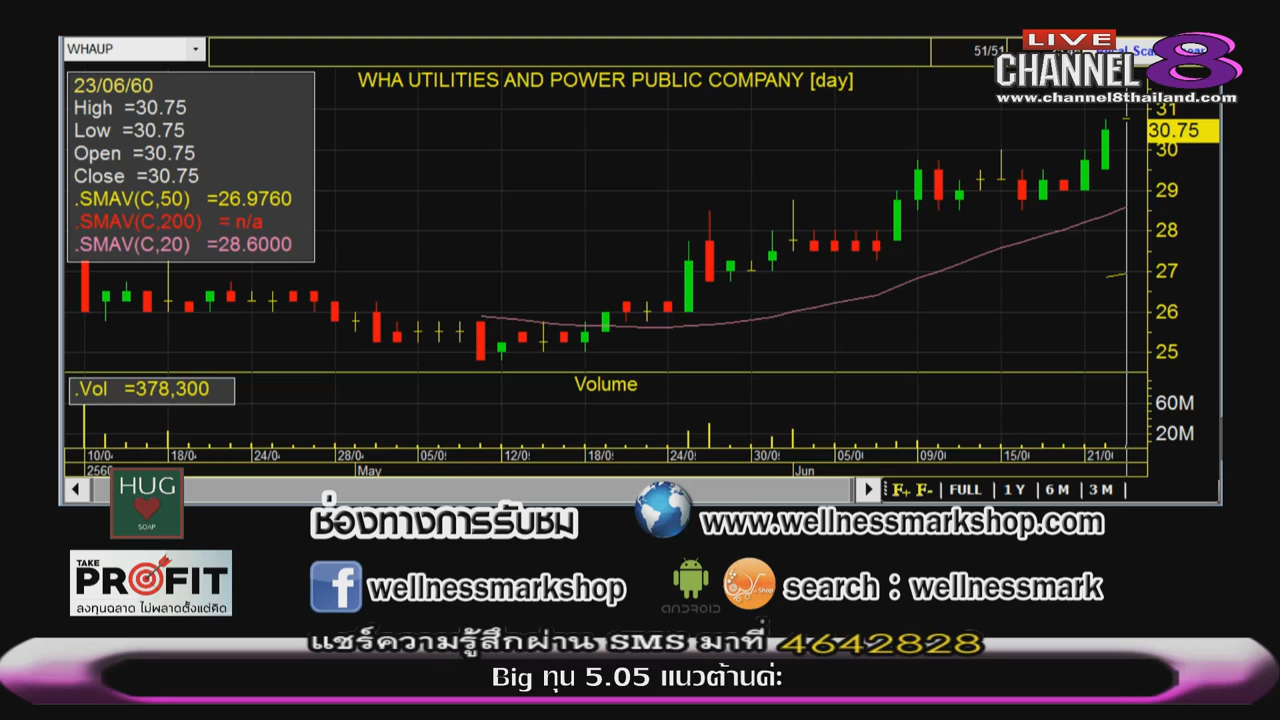 WHAUP
51/51
LIVE
CHANNEL 8
www.channel8thailand.com
WHA UTILITIES AND POWER PUBLIC COMPANY [day]
23/06/60
High =30.75
Low =30.75
Open =30.75
Close =30.75
.SMAV(C,50) =26.9760
.SMAV(C,200) = n/a
.SMAV(C,20) =28.6000
31
30.75
30
29
28
27
26
25
.Vol =378,300
Volume
60M
20M
10/0 18/0 24/0 28/0 05/0 12/0 18/0 24/0 30/0 05/0 09/0 15/0 21/0
2560 May Jun
F+ F- FULL 1 Y 6 M 3 M
HUG
SOAP
ช่องทางการรับชม
www.wellnessmarkshop.com
TAKE
PROFIT
ลงทุนฉลาด ไม่พลาดตั้งแต่คิด
wellnessmarkshop
ANDROID
Shop
search : wellnessmark
แชร์ความรู้สึกผ่าน SMS มาที่ 4642828
Big ทุน 5.05 แนวต้านค่ะ